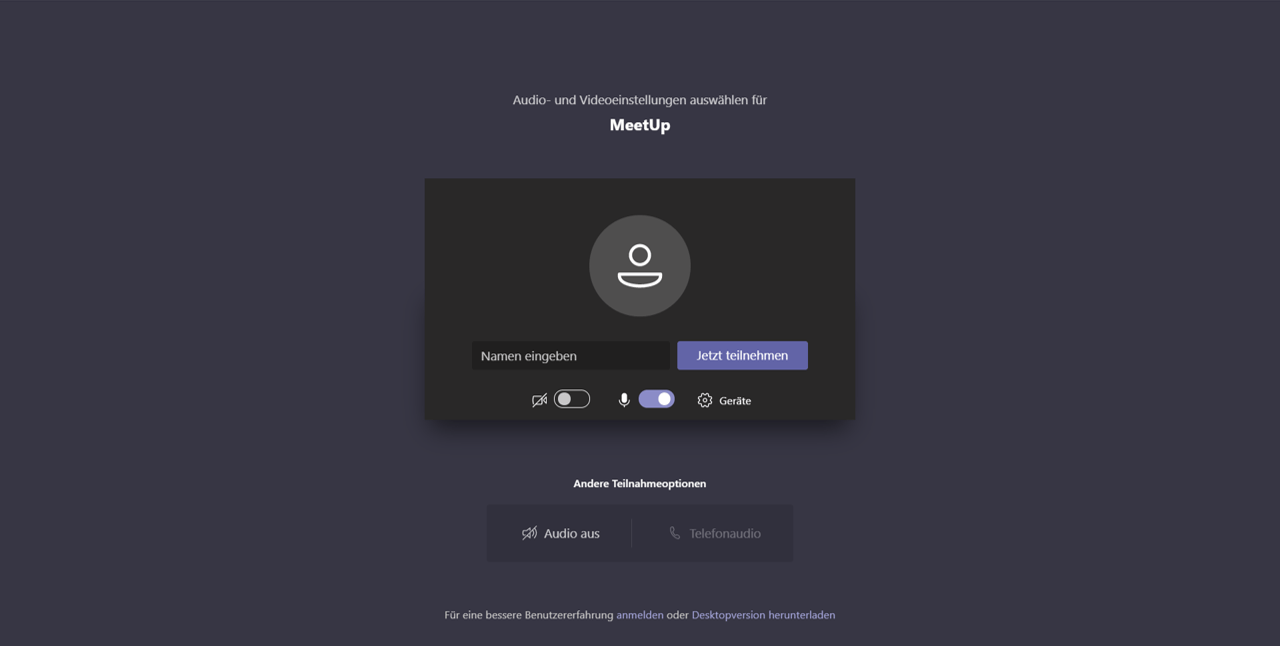 Audio- und Videoeinstellungen auswählen für
MeetUp
Namen eingeben
Jetzt teilnehmen
Geräte
Andere Teilnahmeoptionen
Audio aus
Telefonaudio
Für eine bessere Benutzererfahrung anmelden oder Desktopversion herunterladen